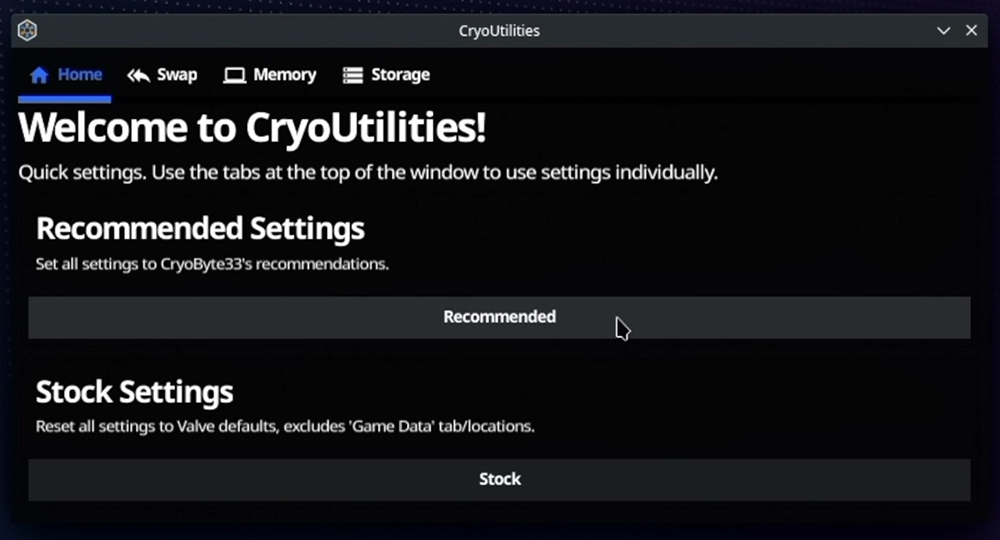 CryoUtilities
Home Swap Memory Storage
Welcome to CryoUtilities!
Quick settings. Use the tabs at the top of the window to use settings individually.
Recommended Settings
Set all settings to CryoByte33's recommendations.
Recommended
Stock Settings
Reset all settings to Valve defaults, excludes 'Game Data' tab/locations.
Stock